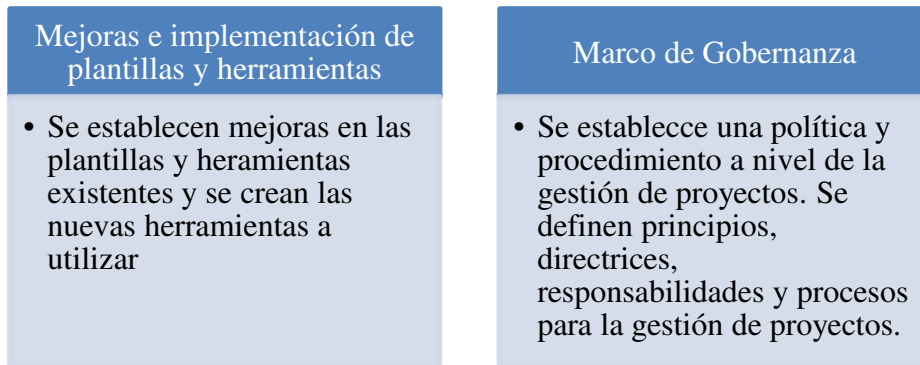 Mejoras e implementación de
plantillas y herramientas
• Se establecen mejoras en las
plantillas y heramientas
existentes y se crean las
nuevas herramientas a
utilizar
Marco de Gobernanza
• Se establecce una política y
procedimiento a nivel de la
gestión de proyectos. Se
definen principios,
directrices,
responsabilidades y procesos
para la gestión de proyectos.